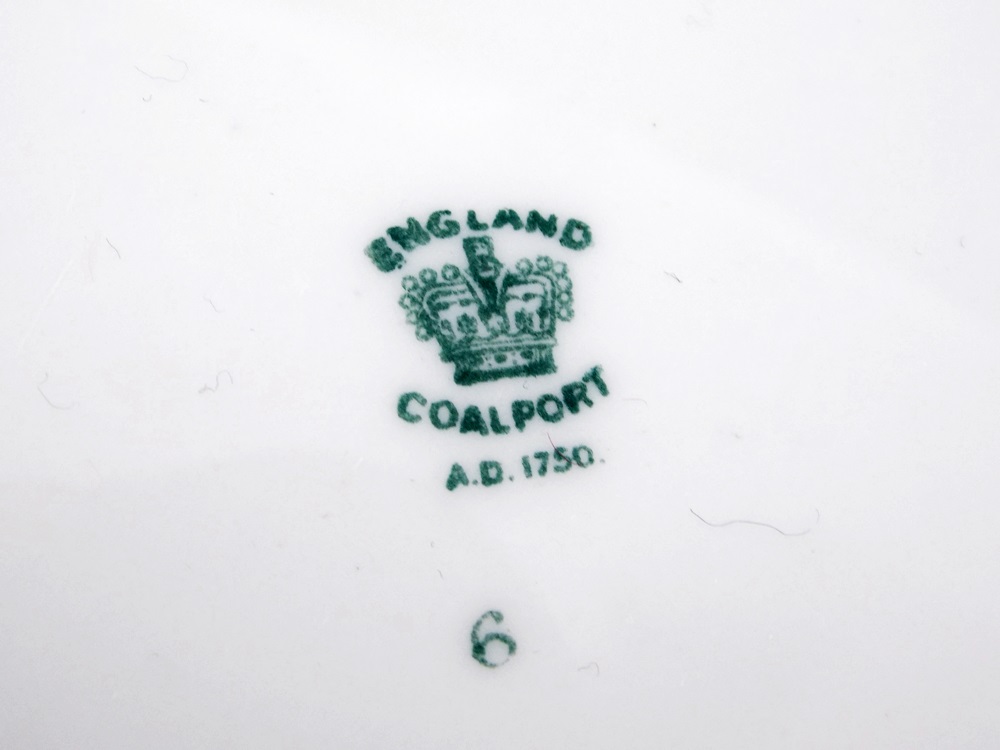 ENGLAND
COALPORT
A.D. 1750.
6